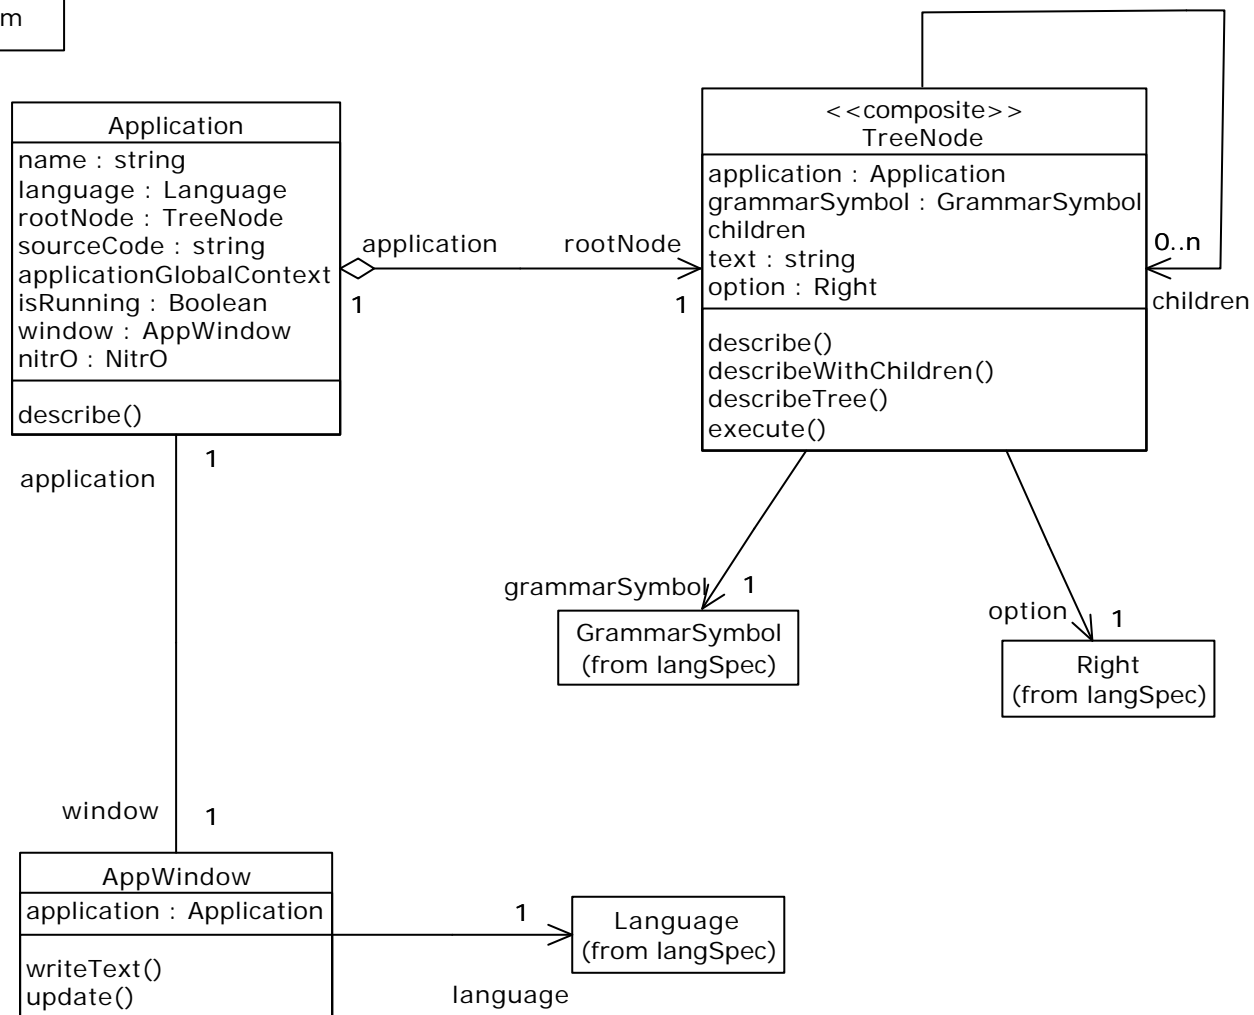 m
Application
name : string
language : Language
rootNode : TreeNode
sourceCode : string
applicationGlobalContext
isRunning : Boolean
window : AppWindow
nitrO : NitrO
describe()
application
rootNode
1
1
<<composite>>
TreeNode
application : Application
grammarSymbol : GrammarSymbol
children
text : string
option : Right
describe()
describeWithChildren()
describeTree()
execute()
0..n
children
1
application
grammarSymbol
1
GrammarSymbol
(from langSpec)
option
1
Right
(from langSpec)
window
1
AppWindow
application : Application
writeText()
update()
1
language
Language
(from langSpec)